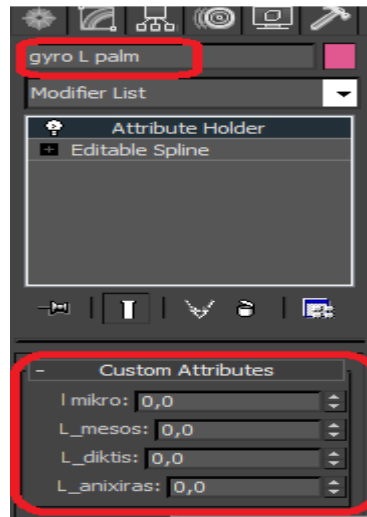 gyro L palm
Modifier List
Attribute Holder
Editable Spline
- Custom Attributes
l mikro: 0,0
L_mesos: 0,0
L_diktis: 0,0
L_anixiras: 0,0